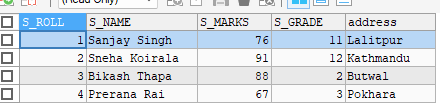 (Read Only)
S_ROLL S_NAME S_MARKS S_GRADE address
1 Sanjay Singh 76 11 Lalitpur
2 Sneha Koirala 91 12 Kathmandu
3 Bikash Thapa 88 2 Butwal
4 Prerana Rai 67 3 Pokhara